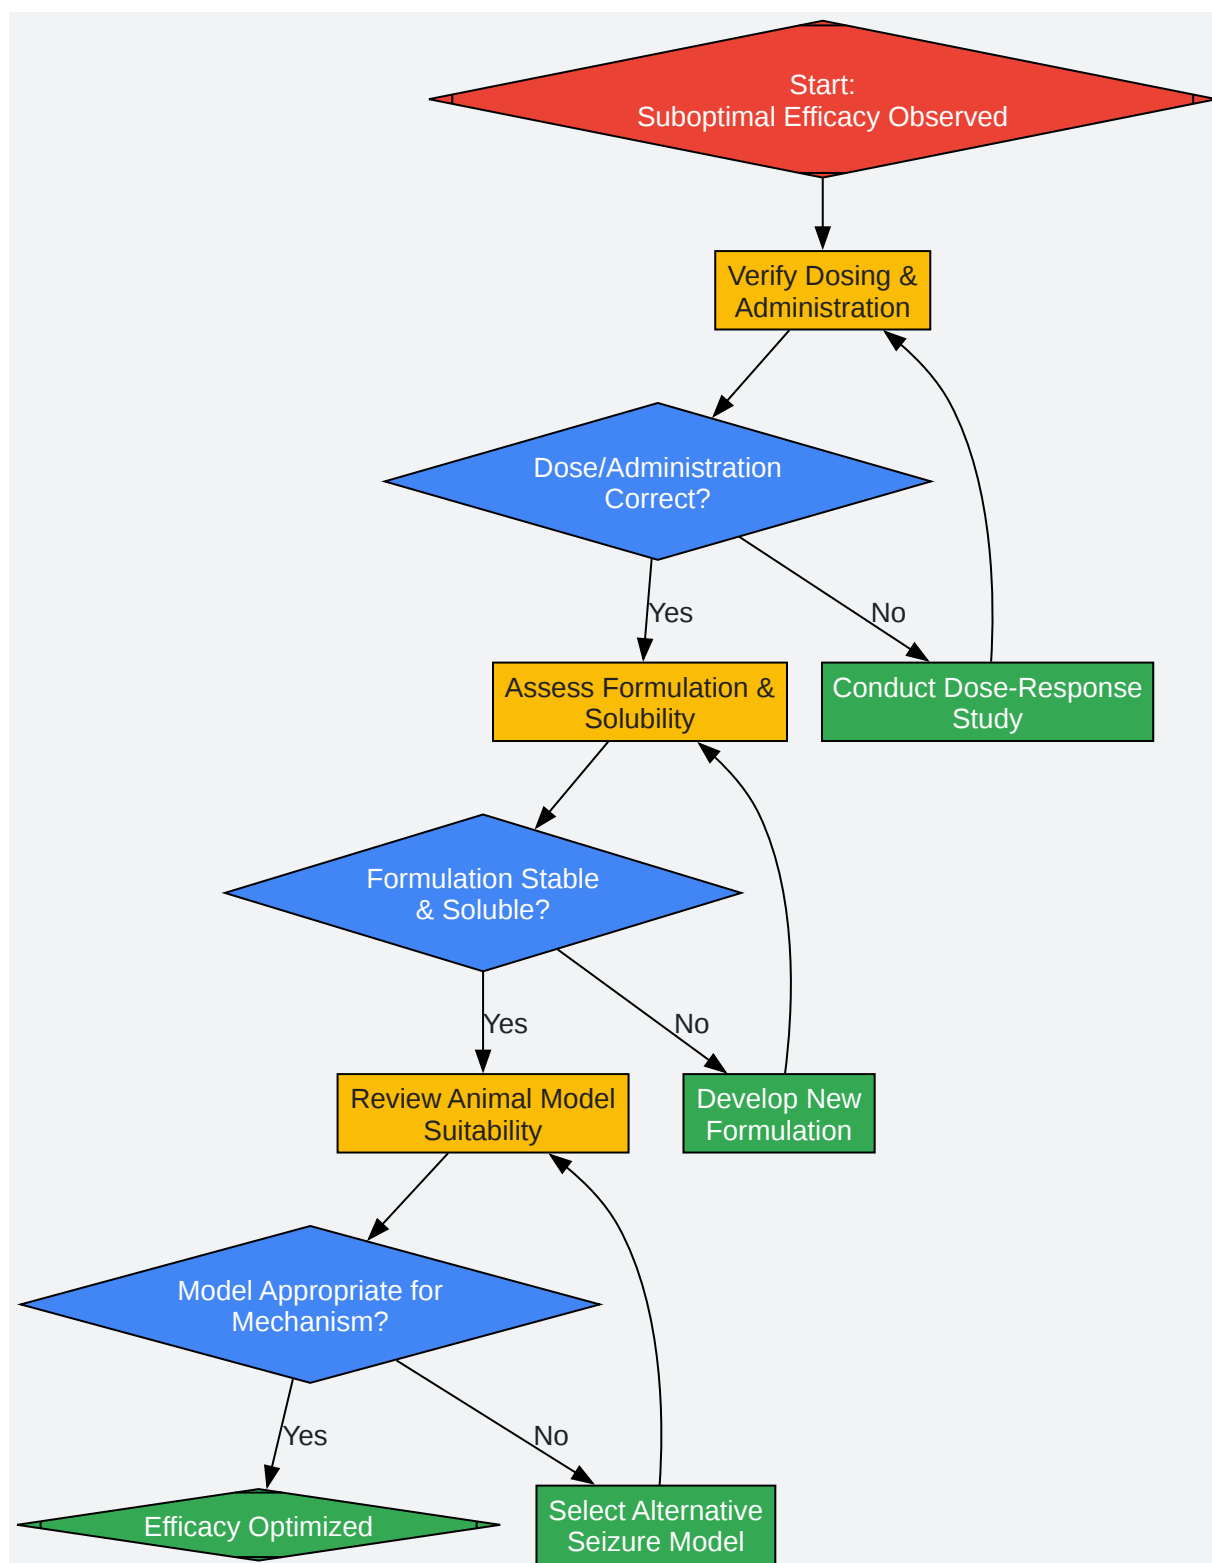 Start:
Suboptimal Efficacy Observed
Verify Dosing &
Administration
Dose/Administration
Correct?
Yes
No
Assess Formulation &
Solubility
Conduct Dose-Response
Study
Formulation Stable
& Soluble?
Yes
No
Review Animal Model
Suitability
Develop New
Formulation
Model Appropriate for
Mechanism?
Yes
No
Efficacy Optimized
Select Alternative
Seizure Model